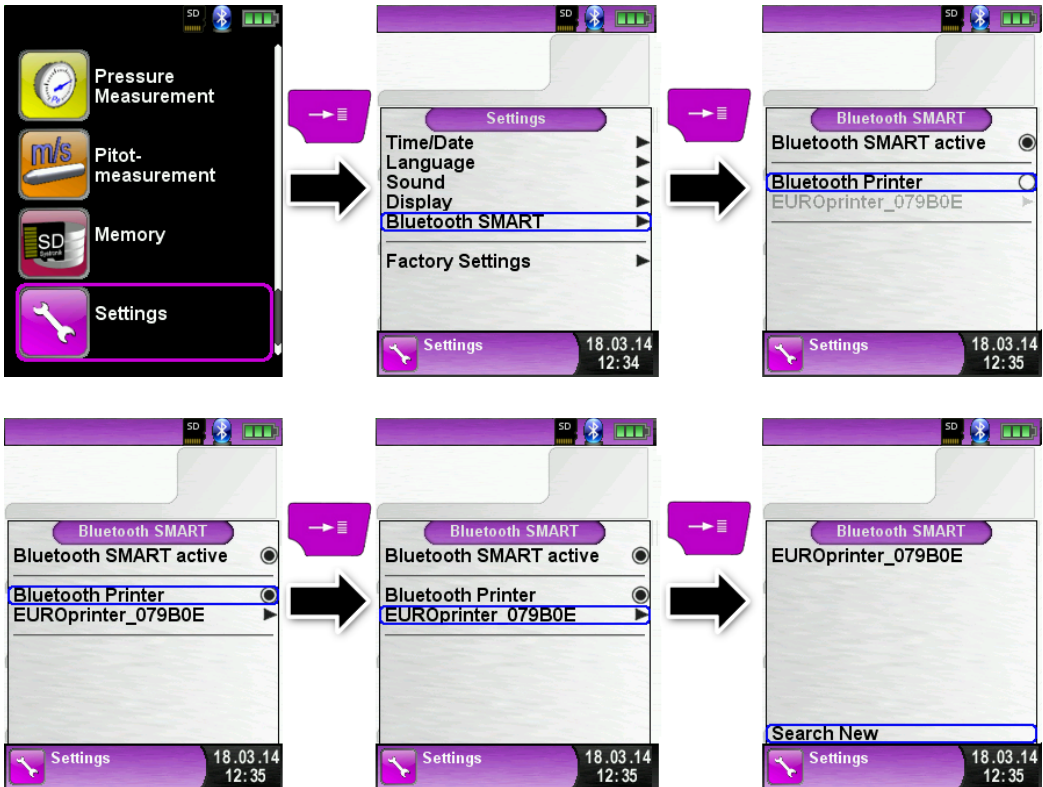 SD
Pressure
Measurement
m/s
Pitot-
measurement
SD
Memory
Settings
SD
Settings
Time/Date
Language
Sound
Display
Bluetooth SMART
Factory Settings
Settings
18.03.14
12:34
SD
Bluetooth SMART
Bluetooth SMART active
Bluetooth Printer
EUROprinter_079B0E
Settings
18.03.14
12:35
SD
Bluetooth SMART
Bluetooth SMART active
Bluetooth Printer
EUROprinter_079B0E
Settings
18.03.14
12:35
SD
Bluetooth SMART
Bluetooth SMART active
Bluetooth Printer
EUROprinter_079B0E
Settings
18.03.14
12:35
SD
Bluetooth SMART
EUROprinter_079B0E
Search New
Settings
18.03.14
12:35